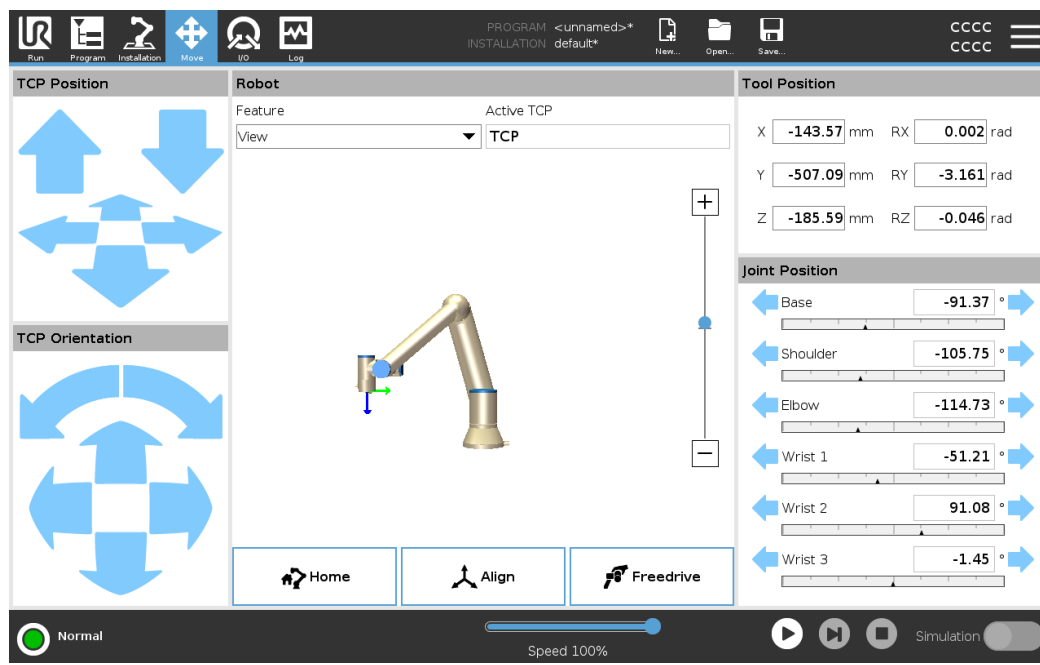 UR
Run
Program
Installation
Move
I/O
Log
PROGRAM <unnamed>*
INSTALLATION default*
New...
Open...
Save...
CCCC
CCCC
TCP Position
TCP Orientation
Robot
Feature
Active TCP
View
TCP
+
−
Home
Align
Freedrive
Tool Position
X -143.57 mm RX 0.002 rad
Y -507.09 mm RY -3.161 rad
Z -185.59 mm RZ -0.046 rad
Joint Position
Base -91.37 °
Shoulder -105.75 °
Elbow -114.73 °
Wrist 1 -51.21 °
Wrist 2 91.08 °
Wrist 3 -1.45 °
Normal
Speed 100%
Simulation